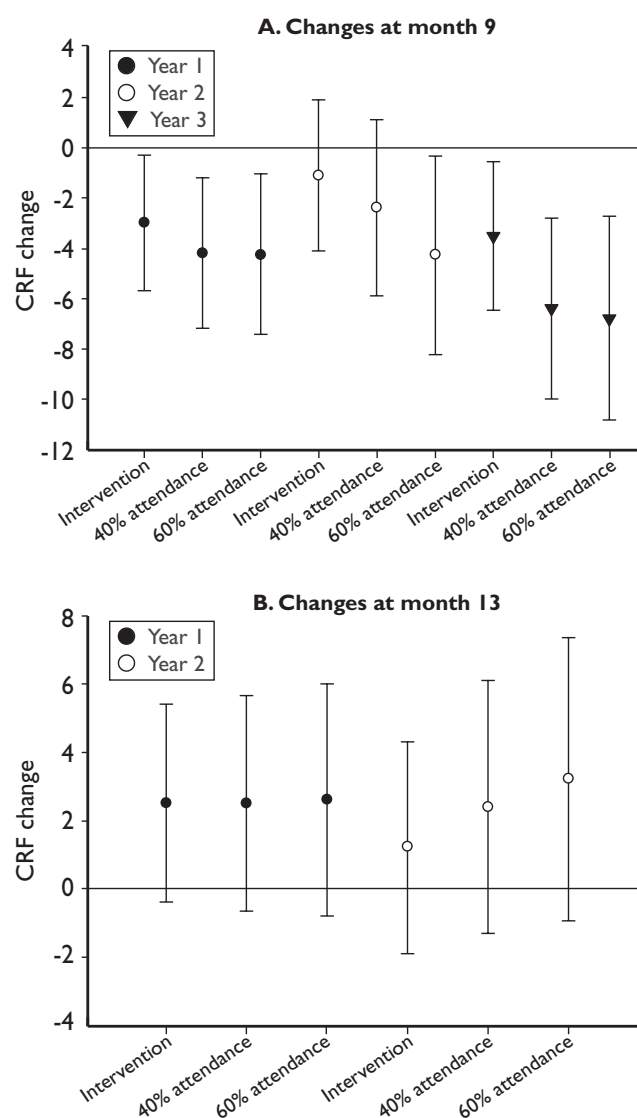 A. Changes at month 9
4
Year 1
Year 2
Year 3
2
0
-2
-4
-6
-8
-10
-12
CRF change
Intervention
40% attendance
60% attendance
Intervention
40% attendance
60% attendance
Intervention
40% attendance
60% attendance
B. Changes at month 13
8
Year 1
Year 2
6
4
2
0
-2
-4
CRF change
Intervention
40% attendance
60% attendance
Intervention
40% attendance
60% attendance